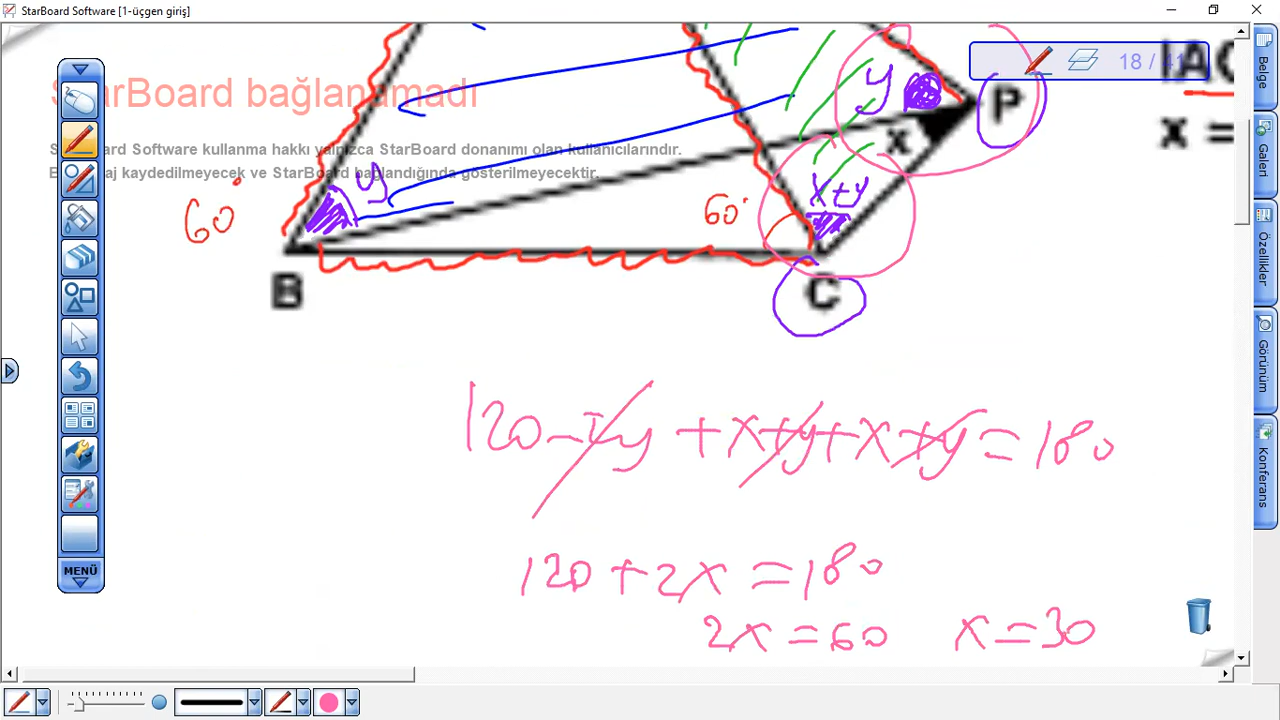 StarBoard Software [1-üçgen giriş]
18 / 41
StarBoard bağlanamadı
StarBoard Software kullanma hakkı yalnızca StarBoard donanımı olan kullanıcılarındır.
kaydedilmeyecek ve StarBoard bağlandığında gösterilmeyecektir.
y
P
x
x =
x+y
y
60°
60°
B
C
120-2y+x+y+x+y=180
120+2x=180
2x=60 x=30
MENÜ
Belge
Galeri
Özellikler
Görünüm
Konferans